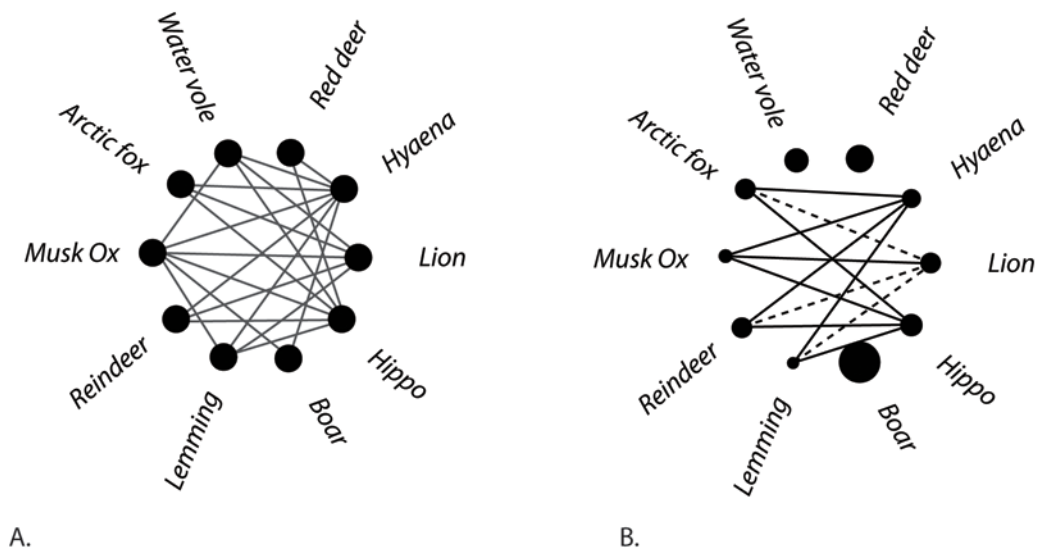 Water vole
Red deer
Arctic fox
Hyaena
Musk Ox
Lion
Reindeer
Hippo
Lemming
Boar
A.
Water vole
Red deer
Arctic fox
Hyaena
Musk Ox
Lion
Reindeer
Hippo
Lemming
Boar
B.